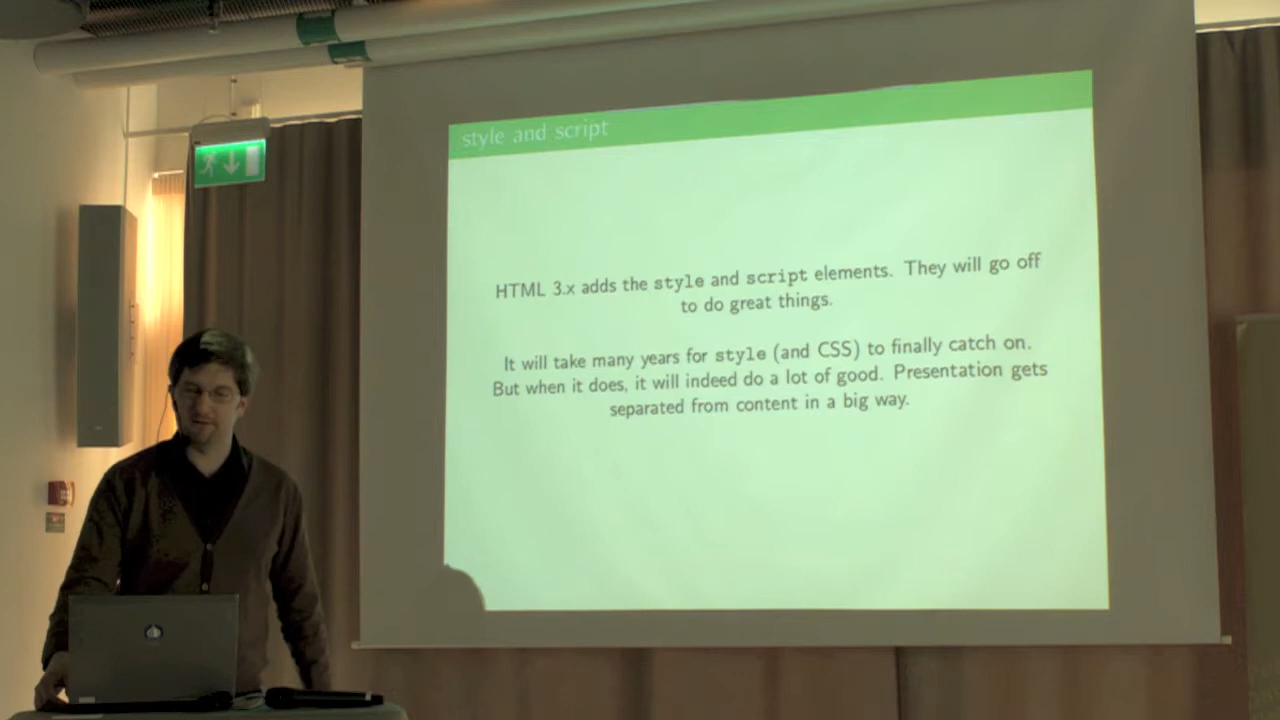 style and script
HTML 3.x adds the style and script elements. They will go off
to do great things.
It will take many years for style (and CSS) to finally catch on.
But when it does, it will indeed do a lot of good. Presentation gets
separated from content in a big way.